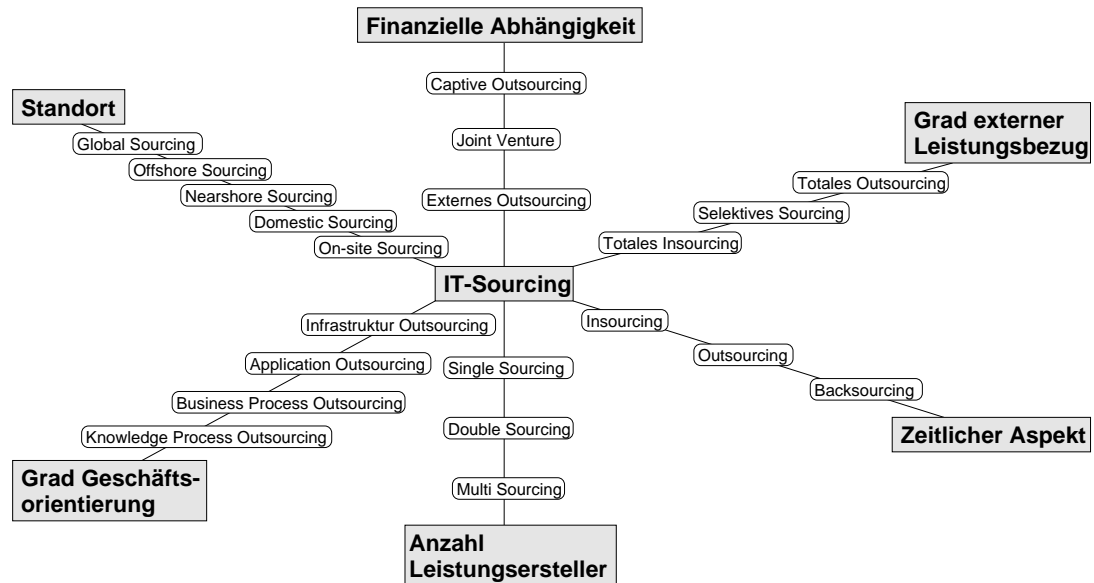 Finanzielle Abhängigkeit
Captive Outsourcing
Joint Venture
Externes Outsourcing
Standort
Global Sourcing
Offshore Sourcing
Nearshore Sourcing
Domestic Sourcing
On-site Sourcing
Grad externer
Leistungsbezug
Totales Outsourcing
Selektives Sourcing
Totales Insourcing
IT-Sourcing
Infrastruktur Outsourcing
Application Outsourcing
Business Process Outsourcing
Knowledge Process Outsourcing
Grad Geschäfts-
orientierung
Single Sourcing
Double Sourcing
Multi Sourcing
Anzahl
Leistungsersteller
Insourcing
Outsourcing
Backsourcing
Zeitlicher Aspekt